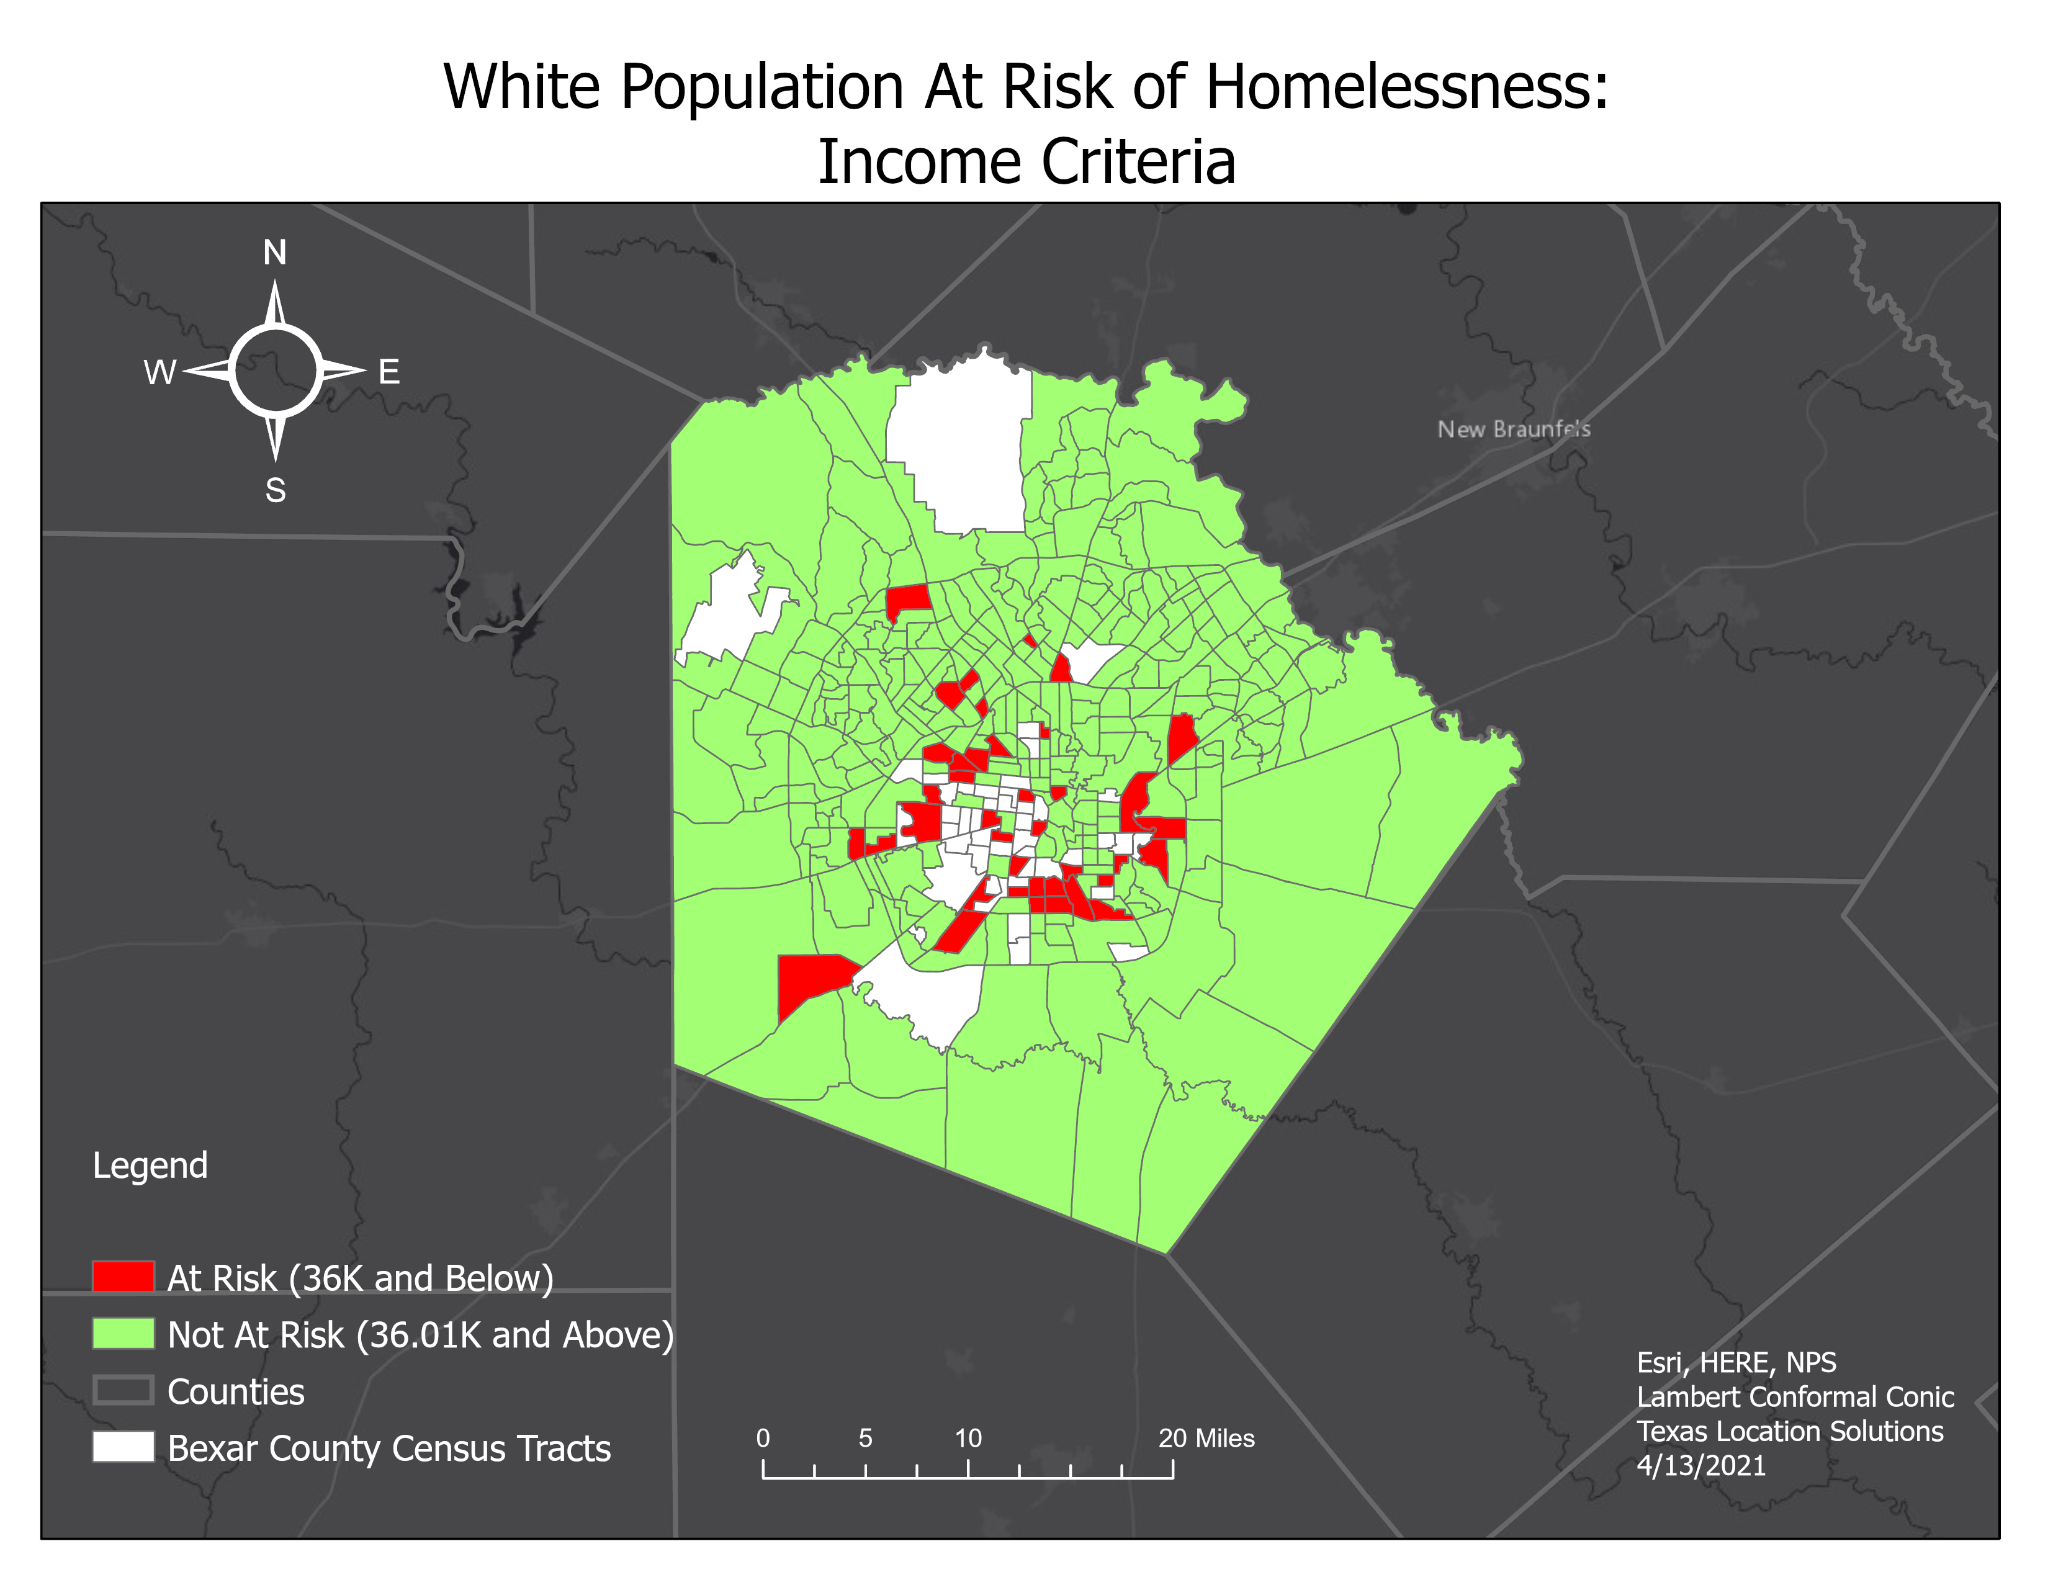 White Population At Risk of Homelessness:
Income Criteria
N
W
E
S
New Braunfels
Legend
At Risk (36K and Below)
Not At Risk (36.01K and Above)
Counties
Bexar County Census Tracts
0 5 10 20 Miles
Esri, HERE, NPS
Lambert Conformal Conic
Texas Location Solutions
4/13/2021